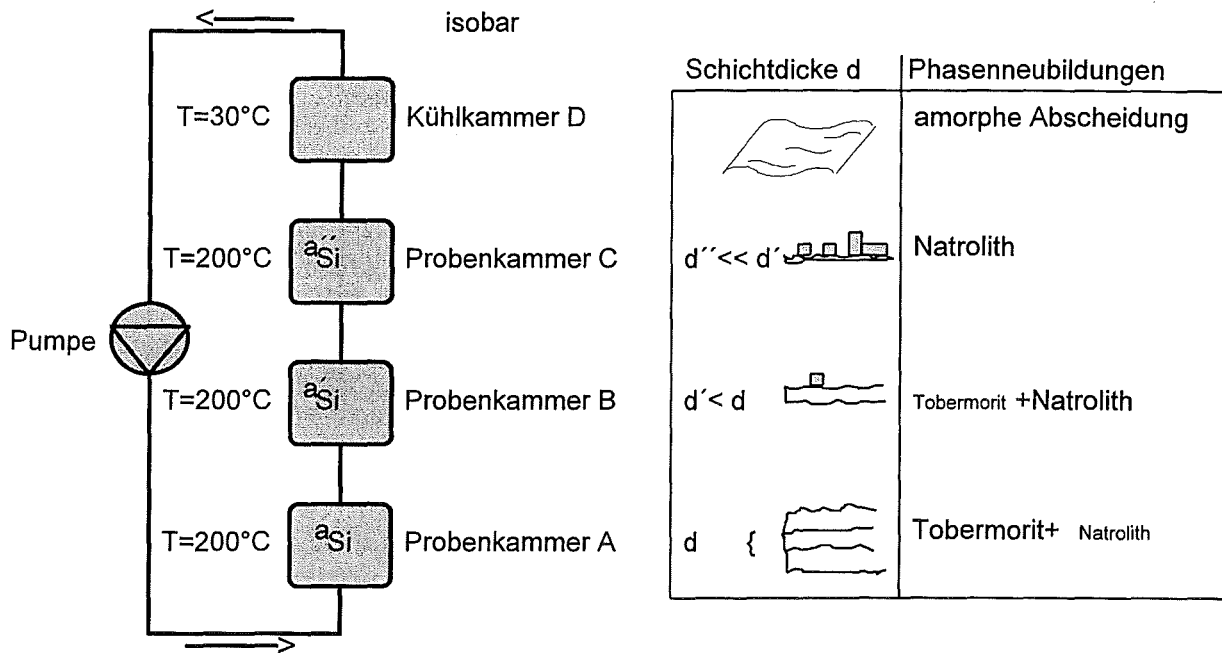 isobar
T=30°C
Kühlkammer D
T=200°C
a´´Si
Probenkammer C
Pumpe
T=200°C
a´Si
Probenkammer B
T=200°C
aSi
Probenkammer A
Schichtdicke d
Phasenneubildungen
amorphe Abscheidung
d´´<< d´
Natrolith
d´< d
Tobermorit +Natrolith
d {
Tobermorit+ Natrolith